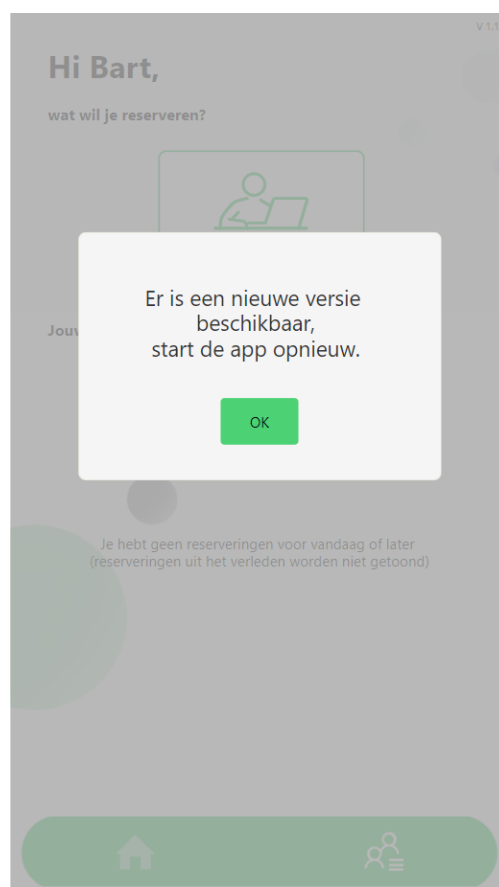 Hi Bart,
wat wil je reserveren?
Er is een nieuwe versie
beschikbaar,
start de app opnieuw.
OK
Je hebt geen reserveringen voor vandaag of later
(reserveringen uit het verleden worden niet getoond)